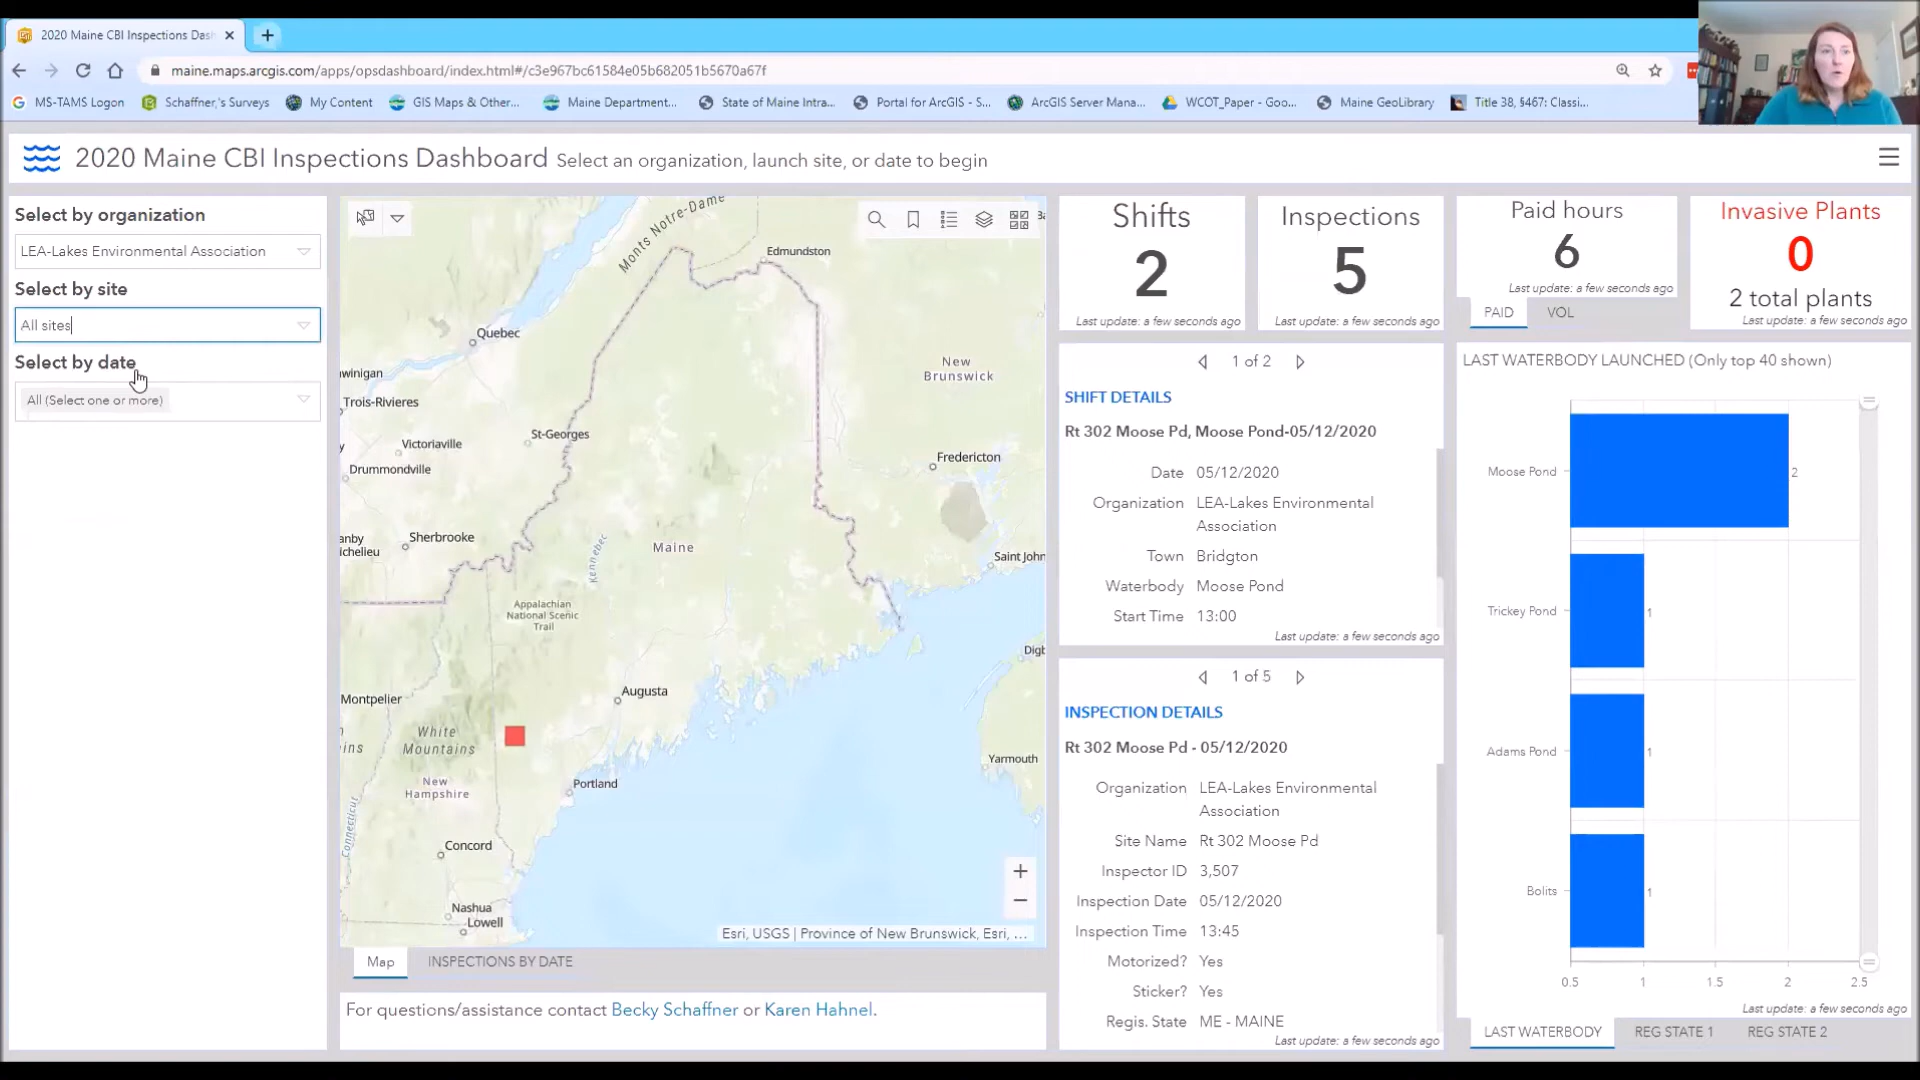 2020 Maine CBI Inspections Dash
maine.maps.arcgis.com/apps/opsdashboard/index.html#/c3e967bc61584e05b682051b5670a67f
MS-TAMS Logon
Schaffner,'s Surveys
My Content
GIS Maps & Other...
Maine Department...
State of Maine Intra...
Portal for ArcGIS - S...
ArcGIS Server Mana...
WCOT_Paper - Goo...
Maine GeoLibrary
Title 38, §467: Classi...
2020 Maine CBI Inspections Dashboard Select an organization, launch site, or date to begin
Select by organization
LEA-Lakes Environmental Association
Select by site
All sites
Select by date
All (Select one or more)
Monts Notre-Dame
Edmundston
Quebec
New
Brunswick
awinigan
Trois-Rivieres
St-Georges
Victoriaville
Drummondville
Fredericton
Sherbrooke
anby
ichelieu
Kennebec
Maine
Saint John
Appalachian
National Scenic
Trail
Digb
Montpelier
Augusta
White
Mountains
ins
Yarmouth
New
Hampshire
Portland
Connecticut
Concord
Nashua
Lowell
Esri, USGS | Province of New Brunswick, Esri, ...
Map
INSPECTIONS BY DATE
For questions/assistance contact Becky Schaffner or Karen Hahnel.
Shifts
2
Last update: a few seconds ago
Inspections
5
Last update: a few seconds ago
Paid hours
6
Last update: a few seconds ago
PAID
VOL
Invasive Plants
0
2 total plants
Last update: a few seconds ago
1 of 2
SHIFT DETAILS
Rt 302 Moose Pd, Moose Pond-05/12/2020
Date 05/12/2020
Organization LEA-Lakes Environmental
Association
Town Bridgton
Waterbody Moose Pond
Start Time 13:00
Last update: a few seconds ago
1 of 5
INSPECTION DETAILS
Rt 302 Moose Pd - 05/12/2020
Organization LEA-Lakes Environmental
Association
Site Name Rt 302 Moose Pd
Inspector ID 3,507
Inspection Date 05/12/2020
Inspection Time 13:45
Motorized? Yes
Sticker? Yes
Regis. State ME - MAINE
Last update: a few seconds ago
LAST WATERBODY LAUNCHED (Only top 40 shown)
Moose Pond 2
Trickey Pond 1
Adams Pond 1
Bolits 1
0.5 1 1.5 2 2.5
Last update: a few seconds ago
LAST WATERBODY
REG STATE 1
REG STATE 2